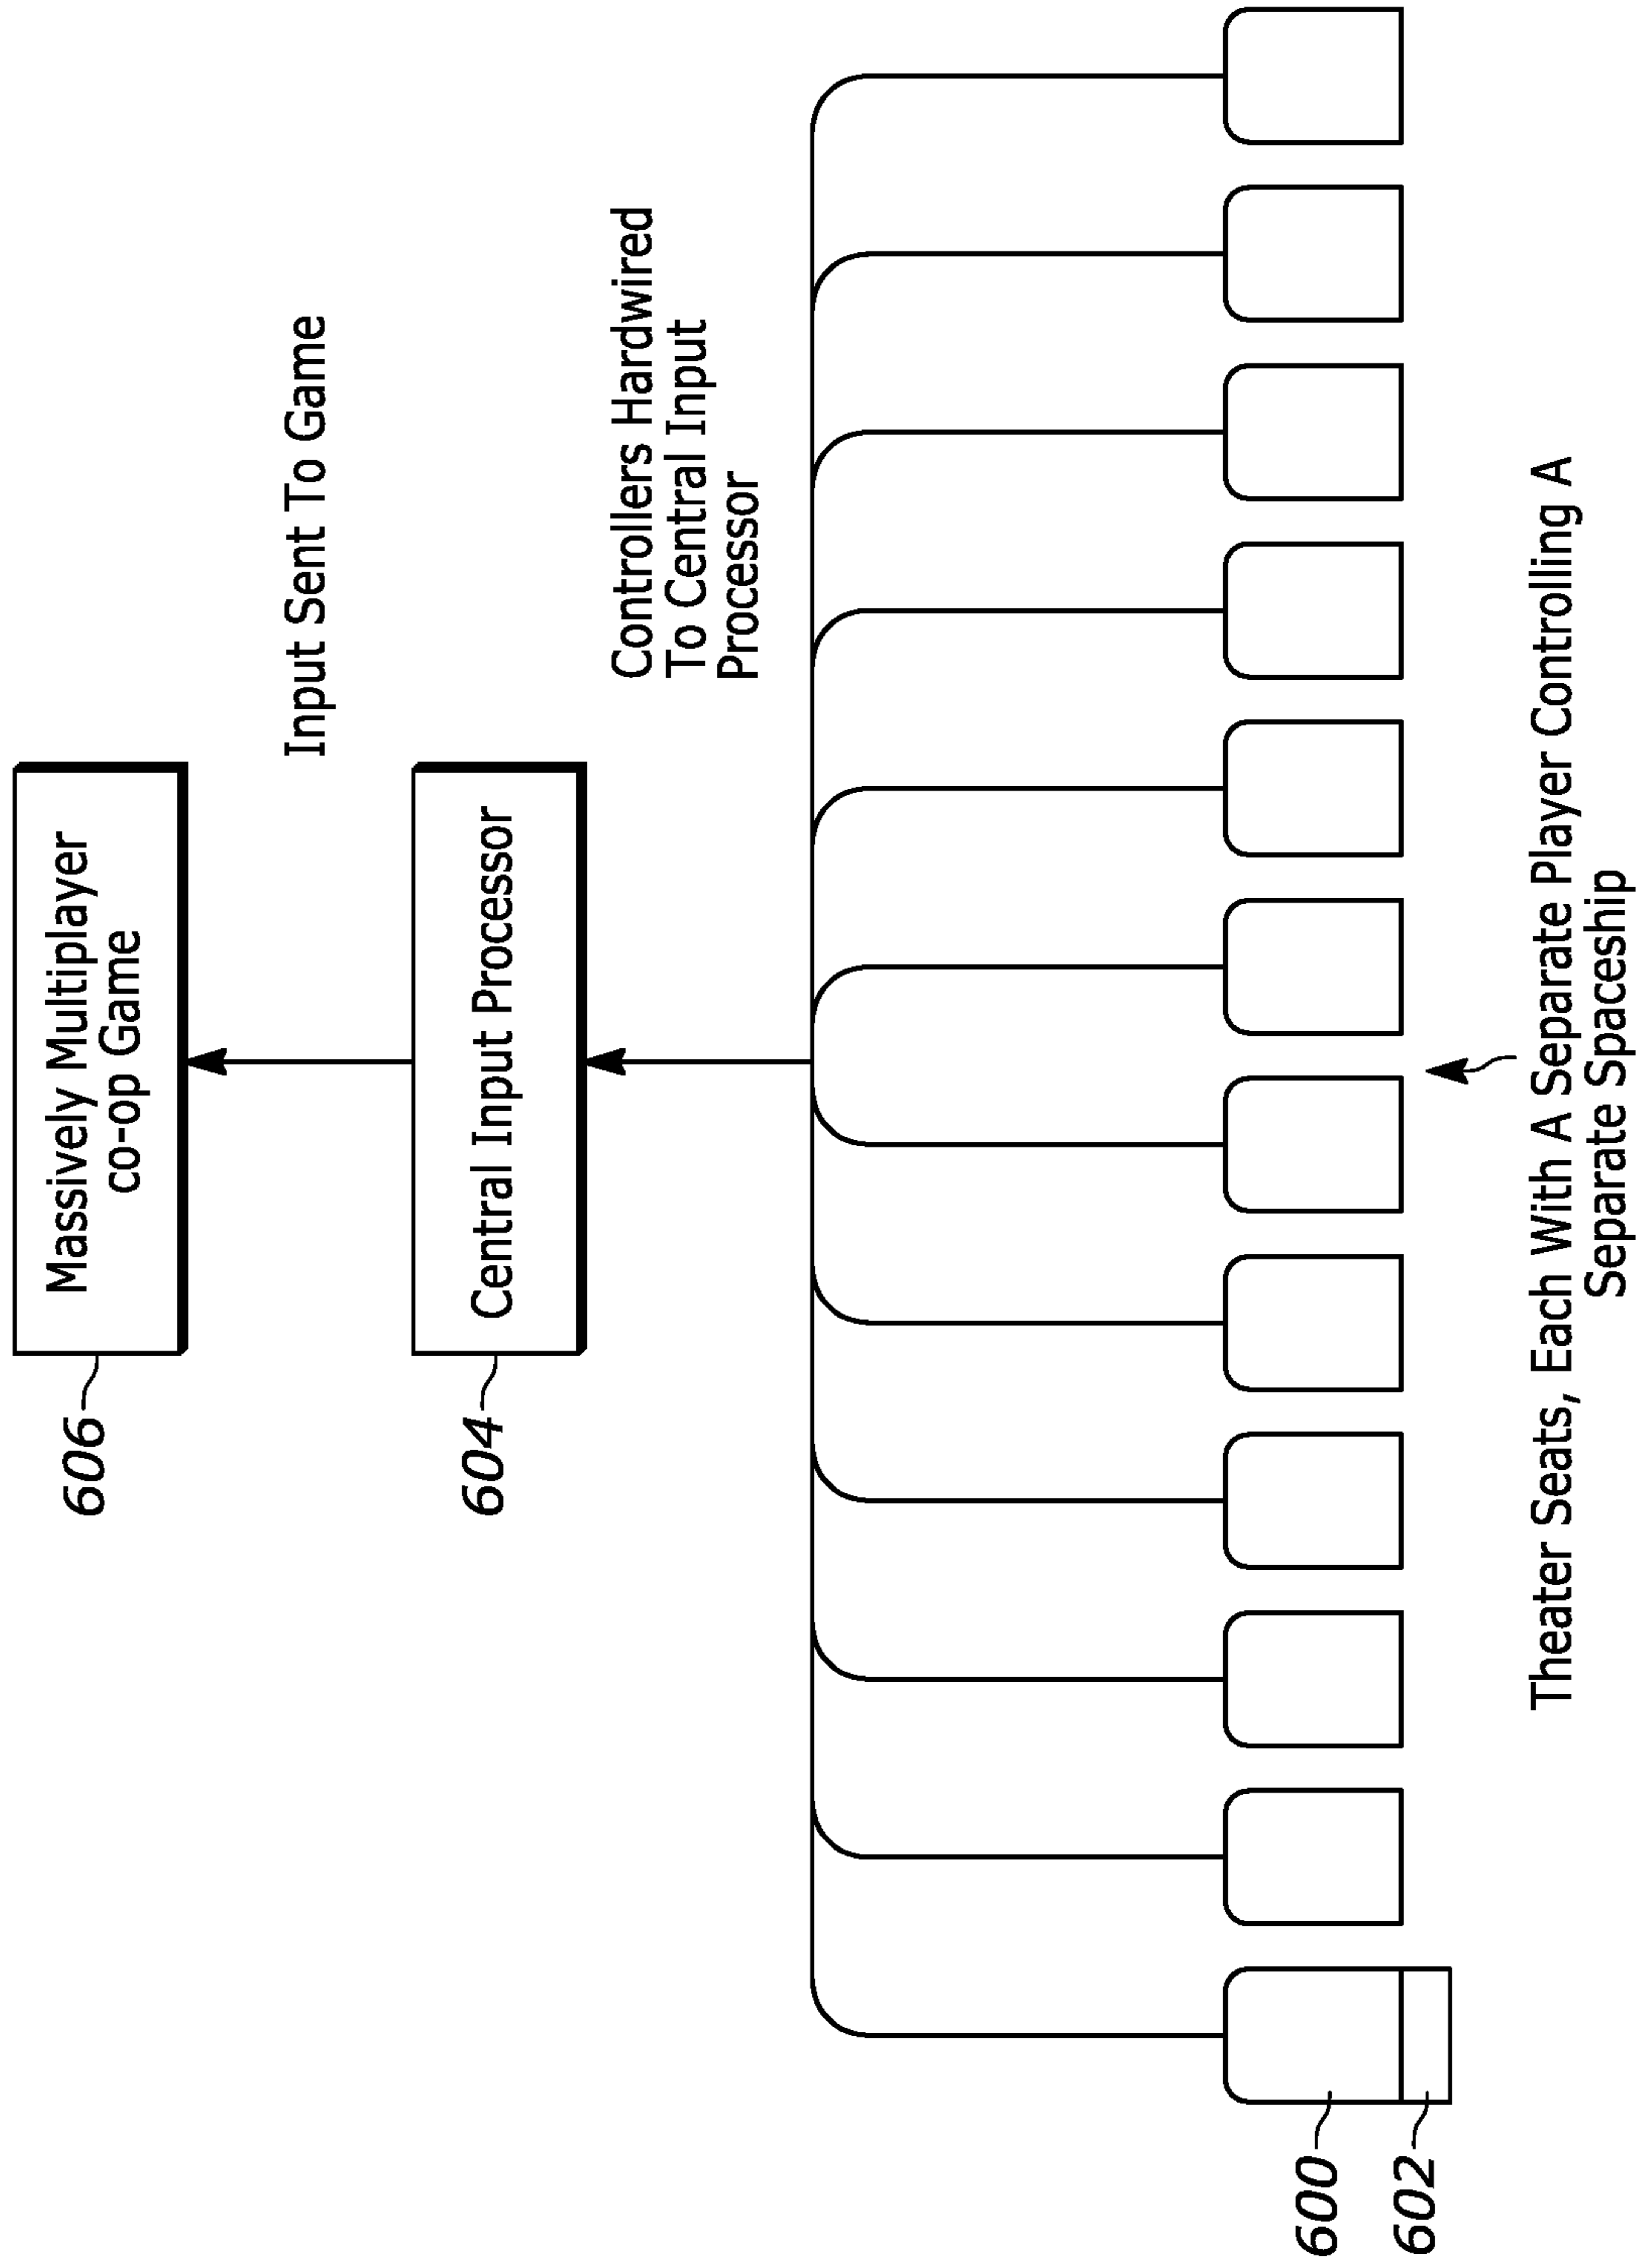 Massively Multiplayer
co-op Game
606
Input Sent To Game
Central Input Processor
604
Controllers Hardwired
To Central Input
Processor
600
602
Theater Seats, Each With A Separate Player Controlling A
Separate Spaceship